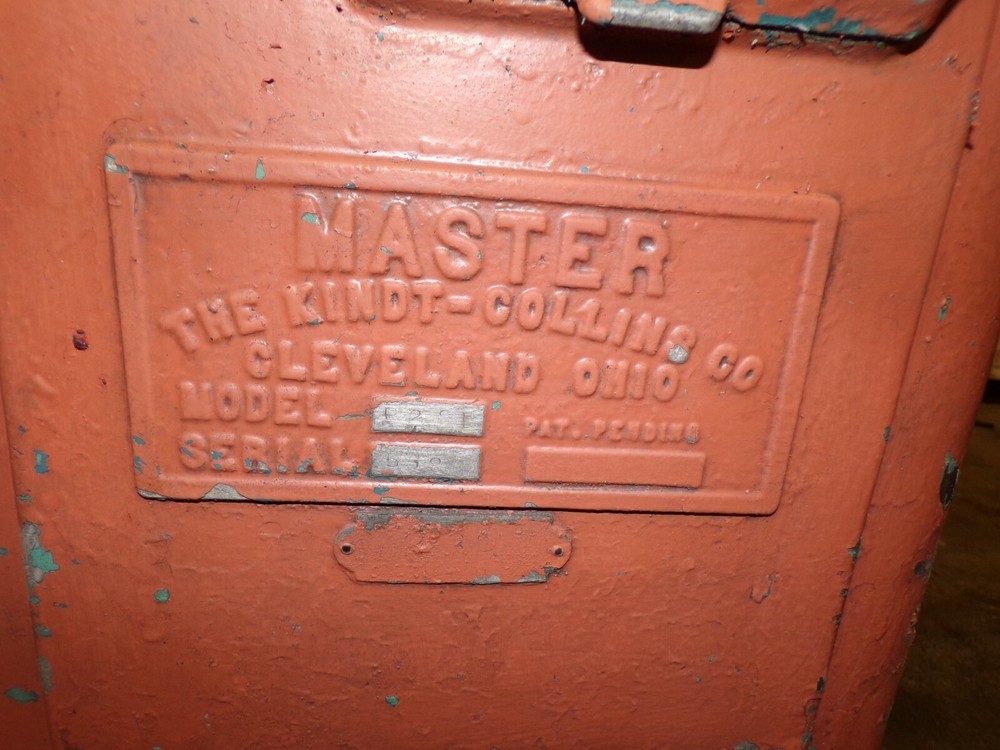 MASTER
THE KINDT-COLLINS CO
CLEVELAND OHIO
MODEL
SERIAL
PAT. PENDING